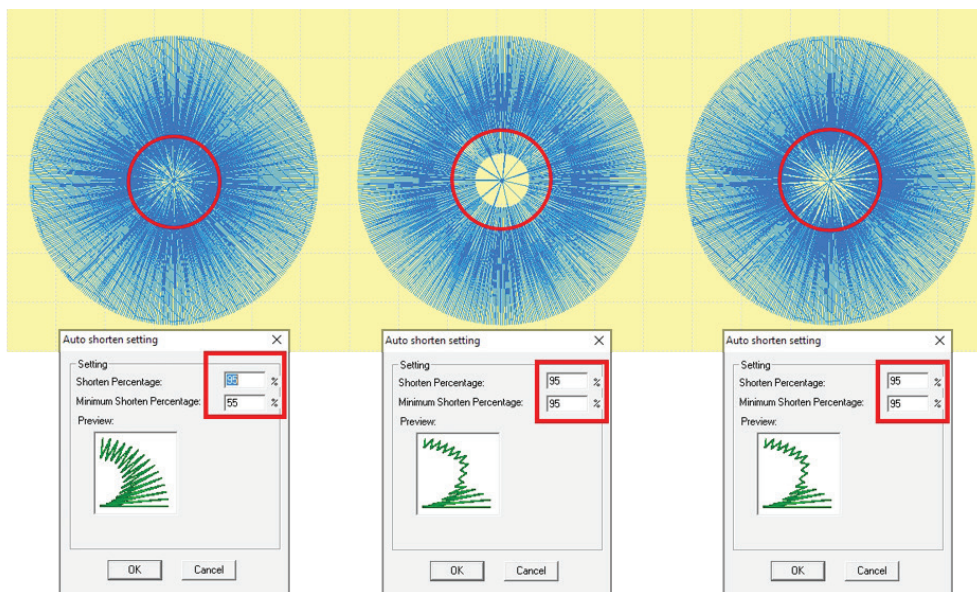 Auto shorten setting
Setting
Shorten Percentage: 95 %
Minimum Shorten Percentage: 55 %
Preview:
OK Cancel
Auto shorten setting
Setting
Shorten Percentage: 95 %
Minimum Shorten Percentage: 95 %
Preview:
OK Cancel
Auto shorten setting
Setting
Shorten Percentage: 95 %
Minimum Shorten Percentage: 95 %
Preview:
OK Cancel